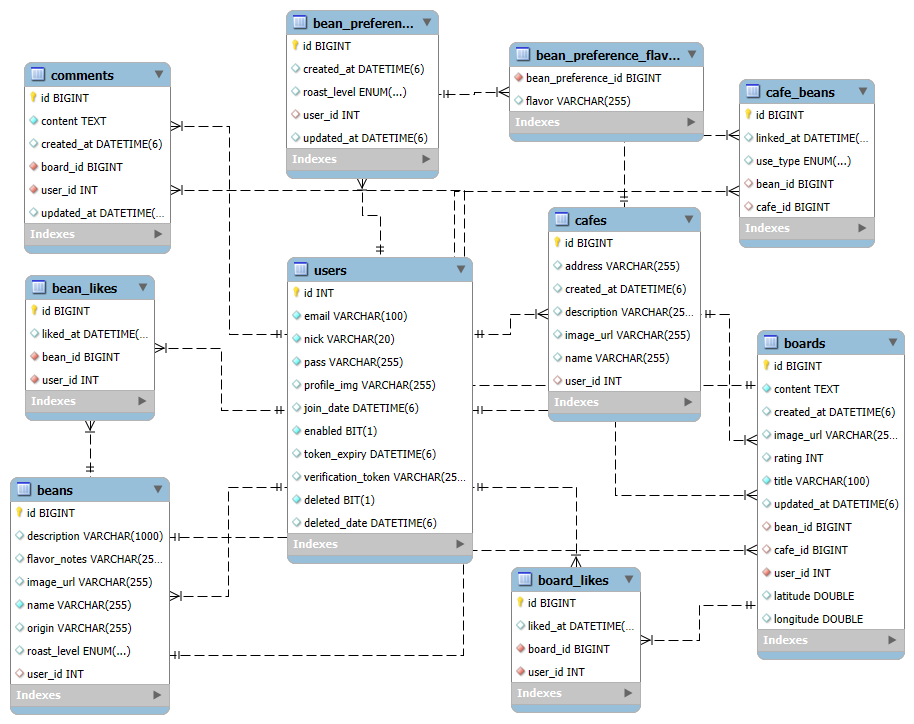 bean_preferen...
id BIGINT
created_at DATETIME(6)
roast_level ENUM(...)
user_id INT
updated_at DATETIME(6)
Indexes
bean_preference_flav...
bean_preference_id BIGINT
flavor VARCHAR(255)
Indexes
comments
id BIGINT
content TEXT
created_at DATETIME(6)
board_id BIGINT
user_id INT
updated_at DATETIME(...
Indexes
cafe_beans
id BIGINT
linked_at DATETIME(...
use_type ENUM(...)
bean_id BIGINT
cafe_id BIGINT
Indexes
cafes
id BIGINT
address VARCHAR(255)
created_at DATETIME(6)
description VARCHAR(25...
image_url VARCHAR(255)
name VARCHAR(255)
user_id INT
Indexes
users
id INT
email VARCHAR(100)
nick VARCHAR(20)
pass VARCHAR(255)
profile_img VARCHAR(255)
join_date DATETIME(6)
enabled BIT(1)
token_expiry DATETIME(6)
verification_token VARCHAR(25...
deleted BIT(1)
deleted_date DATETIME(6)
Indexes
bean_likes
id BIGINT
liked_at DATETIME(...
bean_id BIGINT
user_id INT
Indexes
boards
id BIGINT
content TEXT
created_at DATETIME(6)
image_url VARCHAR(25...
rating INT
title VARCHAR(100)
updated_at DATETIME(6)
bean_id BIGINT
cafe_id BIGINT
user_id INT
latitude DOUBLE
longitude DOUBLE
Indexes
beans
id BIGINT
description VARCHAR(1000)
flavor_notes VARCHAR(25...
image_url VARCHAR(255)
name VARCHAR(255)
origin VARCHAR(255)
roast_level ENUM(...)
user_id INT
Indexes
board_likes
id BIGINT
liked_at DATETIME(...
board_id BIGINT
user_id INT
Indexes